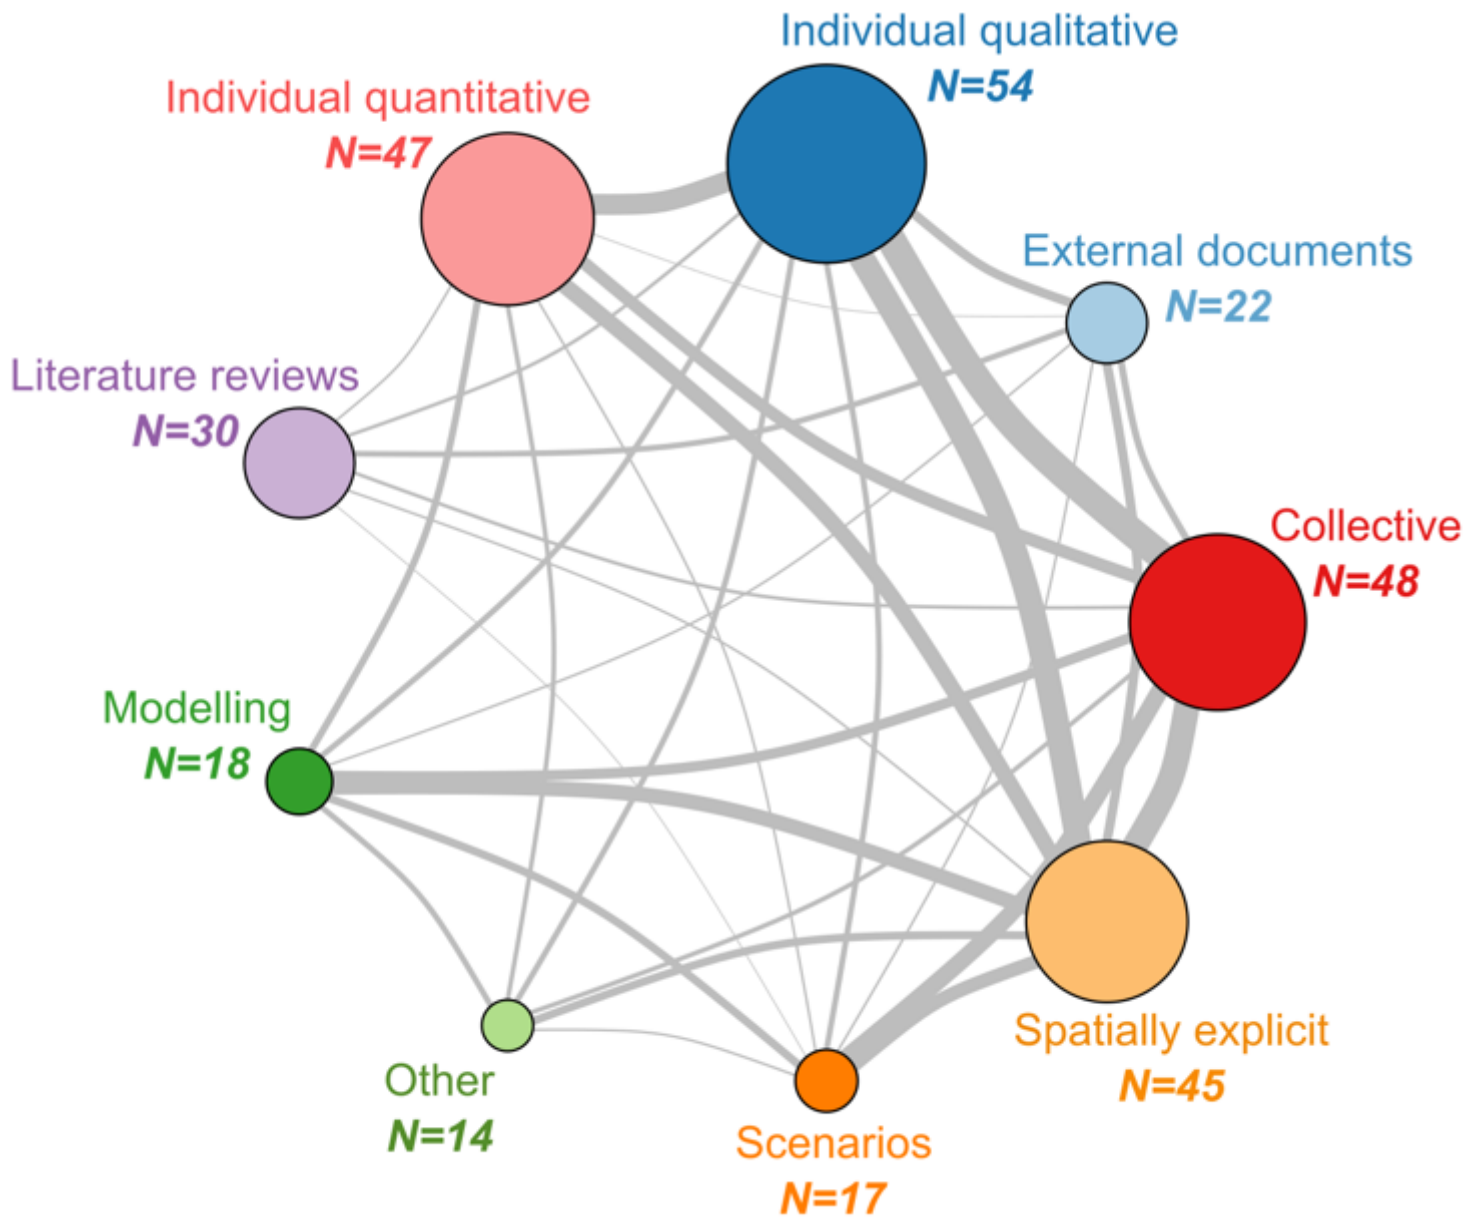 Individual qualitative
N=54
Individual quantitative
N=47
External documents
N=22
Literature reviews
N=30
Collective
N=48
Modelling
N=18
Spatially explicit
N=45
Other
N=14
Scenarios
N=17